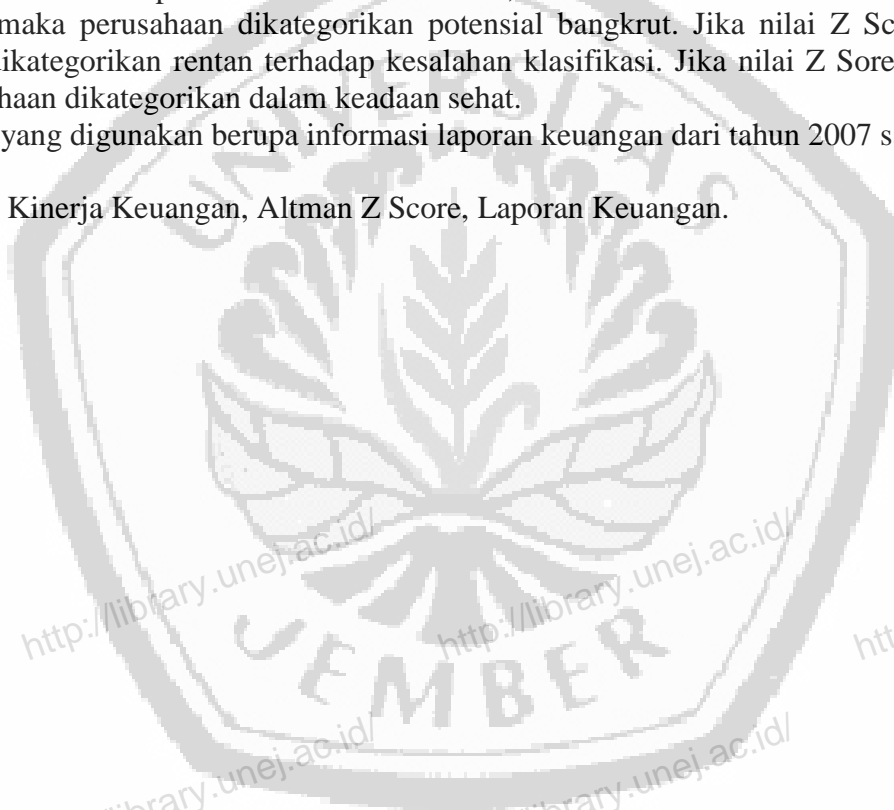 maka perusahaan dikategorikan potensial bangkrut. Jika nilai Z Sc
dikategorikan rentan terhadap kesalahan klasifikasi. Jika nilai Z Sore
haan dikategorikan dalam keadaan sehat.
yang digunakan berupa informasi laporan keuangan dari tahun 2007 s
Kinerja Keuangan, Altman Z Score, Laporan Keuangan.
UNIVERSITAS
http://library.unej.ac.id/
http://library.unej.ac.id/
htt
JEMBER
library.unej.ac.id/
library.unej.ac.id/